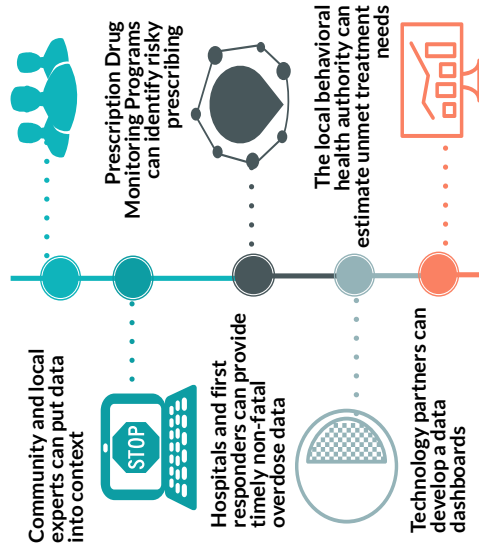 Community and local
experts can put data
into context
STOP
Prescription Drug
Monitoring Programs
can identify risky
prescribing
Hospitals and first
responders can provide
timely non-fatal
overdose data
The local behavioral
health authority can
estimate unmet treatment
needs
Technology partners can
develop a data
dashboards